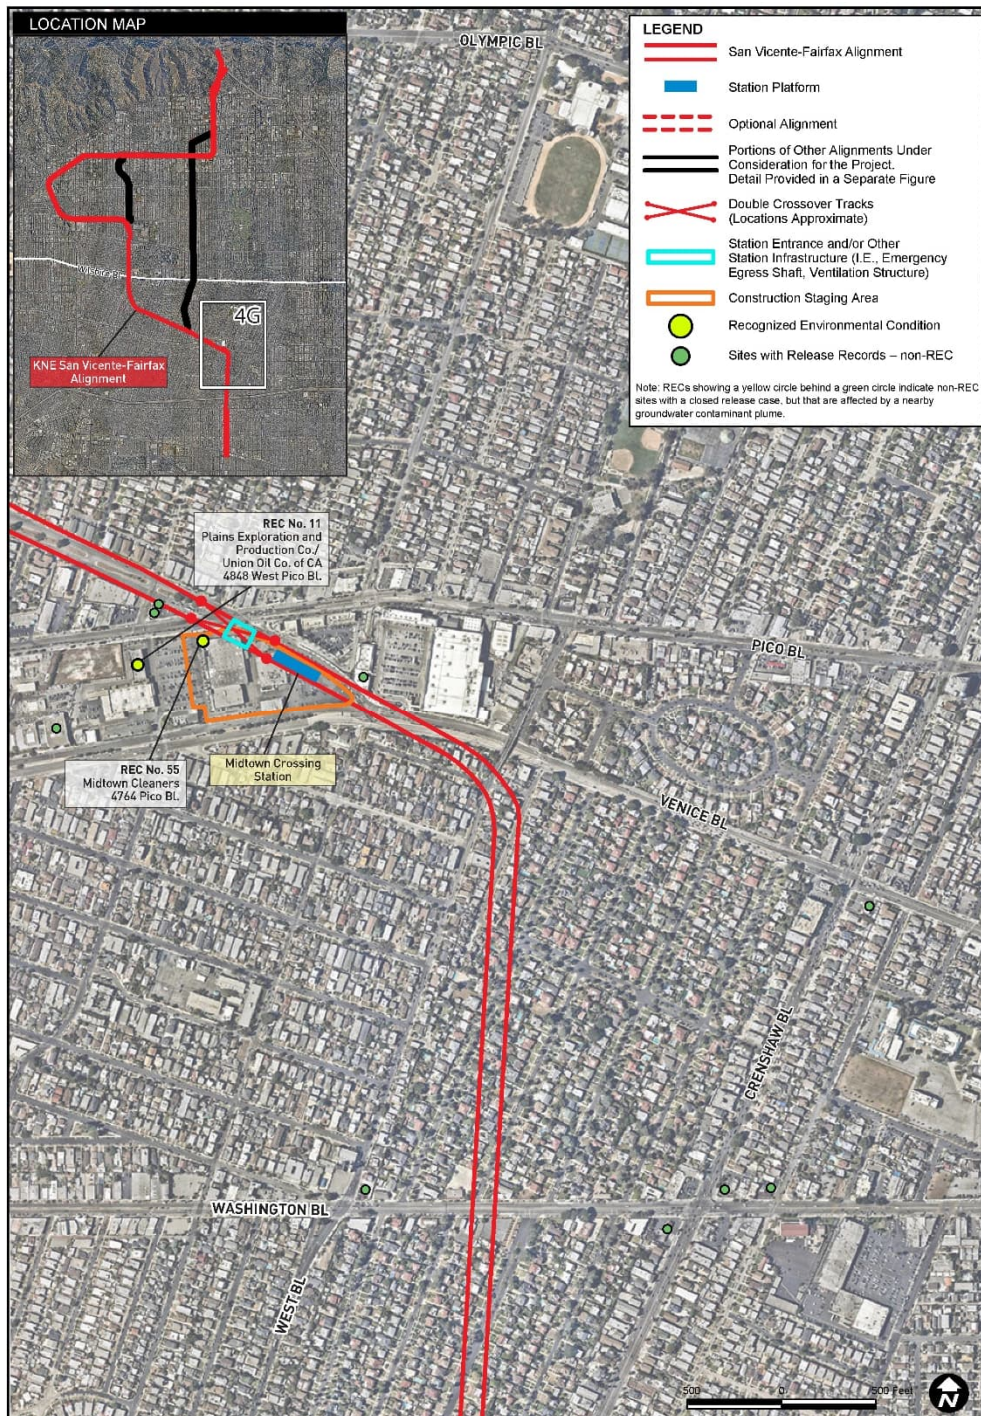 LOCATION MAP
Wilshire Bl
4G
KNE San Vicente-Fairfax
Alignment
LEGEND
San Vicente-Fairfax Alignment
Station Platform
Optional Alignment
Portions of Other Alignments Under
Consideration for the Project.
Detail Provided in a Separate Figure
Double Crossover Tracks
(Locations Approximate)
Station Entrance and/or Other
Station Infrastructure (I.E., Emergency
Egress Shaft, Ventilation Structure)
Construction Staging Area
Recognized Environmental Condition
Sites with Release Records – non-REC
Note: RECs showing a yellow circle behind a green circle indicate non-REC
sites with a closed release case, but that are affected by a nearby
groundwater contaminant plume.
OLYMPIC BL
REC No. 11
Plains Exploration and
Production Co./
Union Oil Co. of CA
4848 West Pico Bl.
PICO BL
REC No. 55
Midtown Cleaners
4764 Pico Bl.
Midtown Crossing
Station
VENICE BL
CRENSHAW BL
WASHINGTON BL
WEST BL
500 0 500 Feet
N